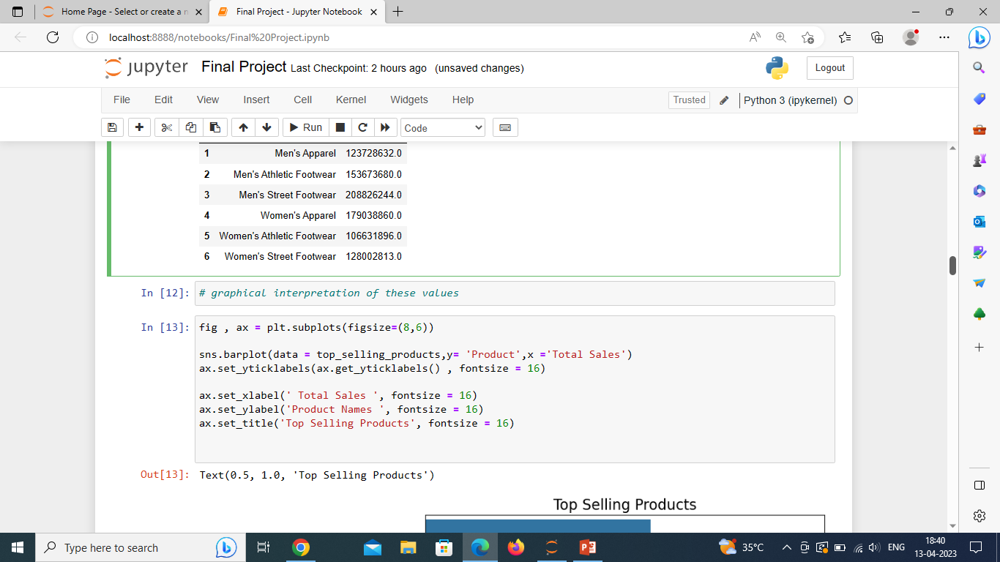 Home Page - Select or create a n
Final Project - Jupyter Notebook
localhost:8888/notebooks/Final%20Project.ipynb
jupyter Final Project Last Checkpoint: 2 hours ago (unsaved changes)
Logout
File Edit View Insert Cell Kernel Widgets Help
Trusted
Python 3 (ipykernel)
Run
Code
1 Men's Apparel 123728632.0
2 Men's Athletic Footwear 153673680.0
3 Men's Street Footwear 208826244.0
4 Women's Apparel 179038860.0
5 Women's Athletic Footwear 106631896.0
6 Women's Street Footwear 128002813.0
In [12]: # graphical interpretation of these values
In [13]: fig , ax = plt.subplots(figsize=(8,6))
sns.barplot(data = top_selling_products,y= 'Product',x ='Total Sales')
ax.set_yticklabels(ax.get_yticklabels() , fontsize = 16)
ax.set_xlabel(' Total Sales ', fontsize = 16)
ax.set_ylabel('Product Names ', fontsize = 16)
ax.set_title('Top Selling Products', fontsize = 16)
Out[13]: Text(0.5, 1.0, 'Top Selling Products')
Top Selling Products
Type here to search
35°C
ENG
18:40
13-04-2023